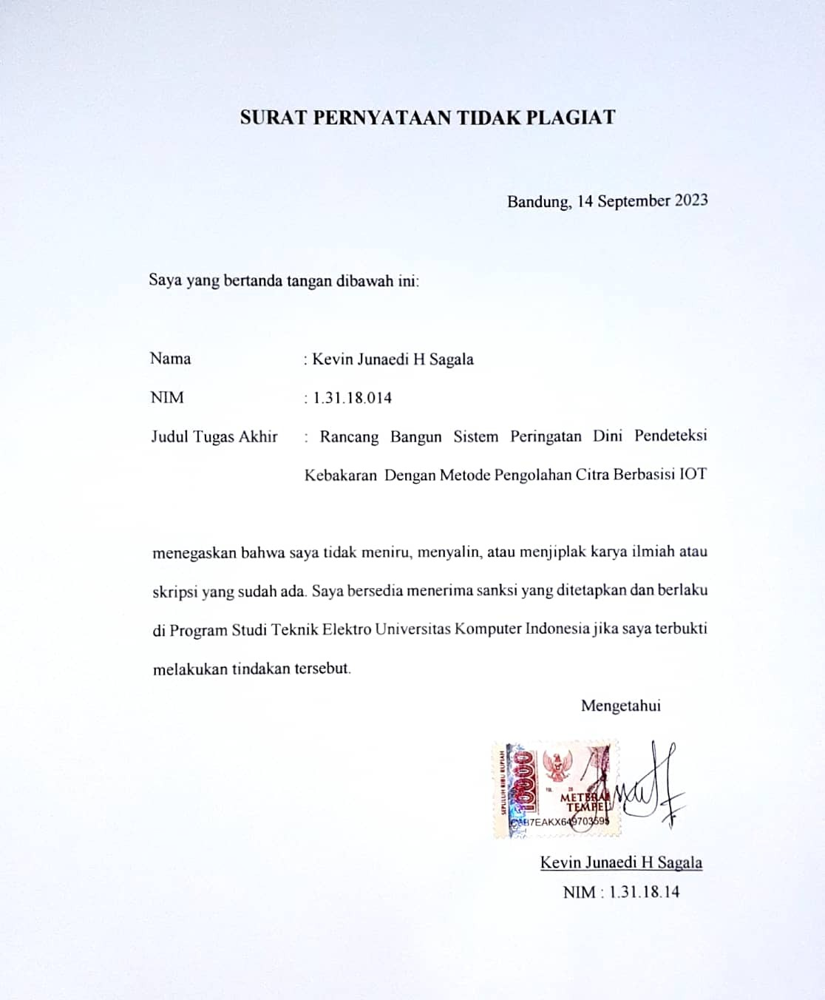 SURAT PERNYATAAN TIDAK PLAGIAT
Bandung, 14 September 2023
Saya yang bertanda tangan dibawah ini:
Nama : Kevin Junaedi H Sagala
NIM : 1.31.18.014
Judul Tugas Akhir : Rancang Bangun Sistem Peringatan Dini Pendeteksi
Kebakaran Dengan Metode Pengolahan Citra Berbasisi IOT
menegaskan bahwa saya tidak meniru, menyalin, atau menjiplak karya ilmiah atau
skripsi yang sudah ada. Saya bersedia menerima sanksi yang ditetapkan dan berlaku
di Program Studi Teknik Elektro Universitas Komputer Indonesia jika saya terbukti
melakukan tindakan tersebut.
Mengetahui
SEPULUH RIBU RUPIAH
10000
METERAI
TEMPEL
Kevin Junaedi H Sagala
NIM : 1.31.18.14